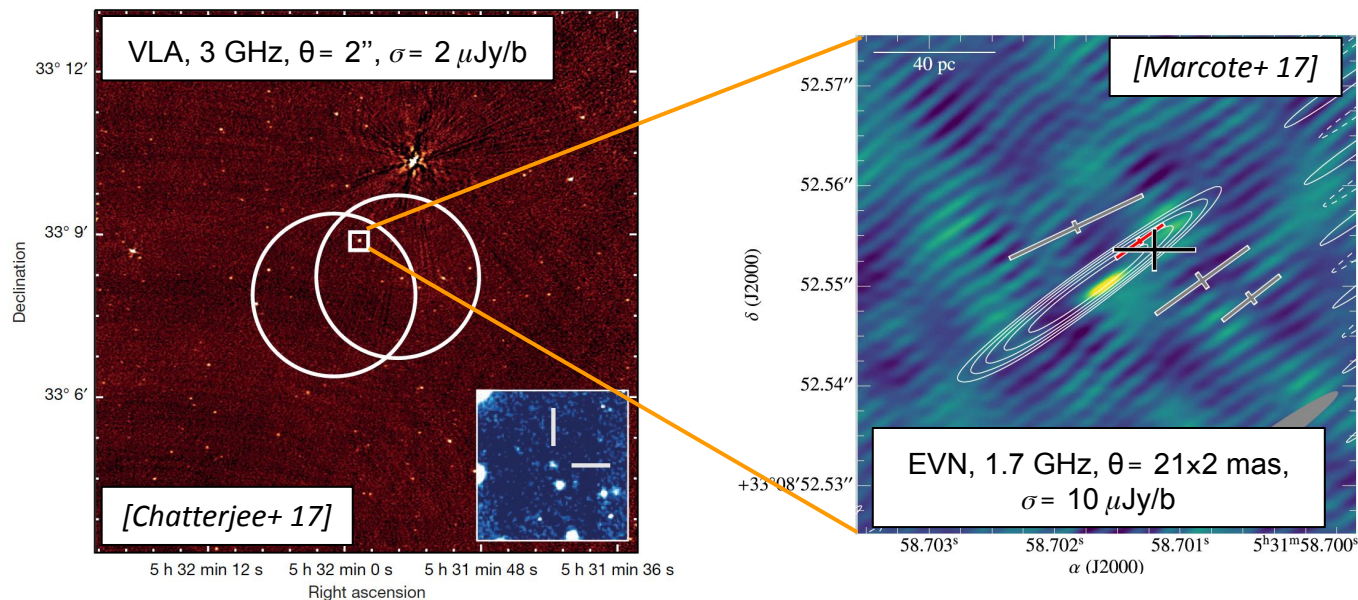 VLA, 3 GHz, θ= 2”, σ= 2 μJy/b
33° 12′
33° 9′
33° 6′
Declination
[Chatterjee+ 17]
5 h 32 min 12 s 5 h 32 min 0 s 5 h 31 min 48 s 5 h 31 min 36 s
Right ascension
40 pc
[Marcote+ 17]
52.57″
52.56″
52.55″
52.54″
+33°08′52.53″
δ (J2000)
EVN, 1.7 GHz, θ= 21x2 mas,
σ= 10 μJy/b
58.703ˢ 58.702ˢ 58.701ˢ 5ʰ31ᵐ58.700ˢ
α (J2000)